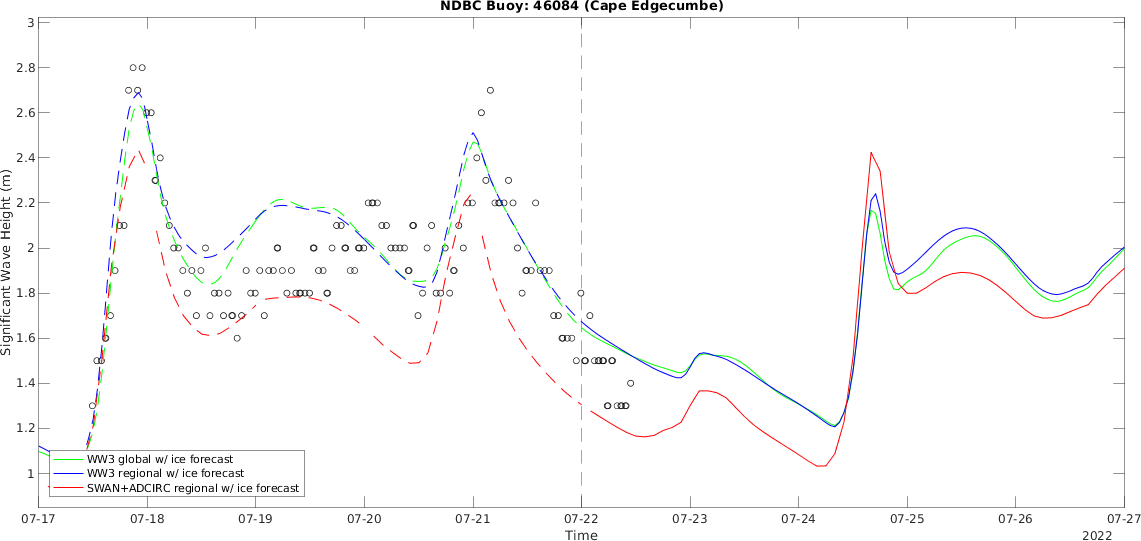 NDBC Buoy: 46084 (Cape Edgecumbe)
3
2.8
2.6
2.4
2.2
2
1.8
1.6
1.4
1.2
1
Significant Wave Height (m)
WW3 global w/ ice forecast
WW3 regional w/ ice forecast
SWAN+ADCIRC regional w/ ice forecast
07-17 07-18 07-19 07-20 07-21 07-22 07-23 07-24 07-25 07-26 07-27
Time
2022